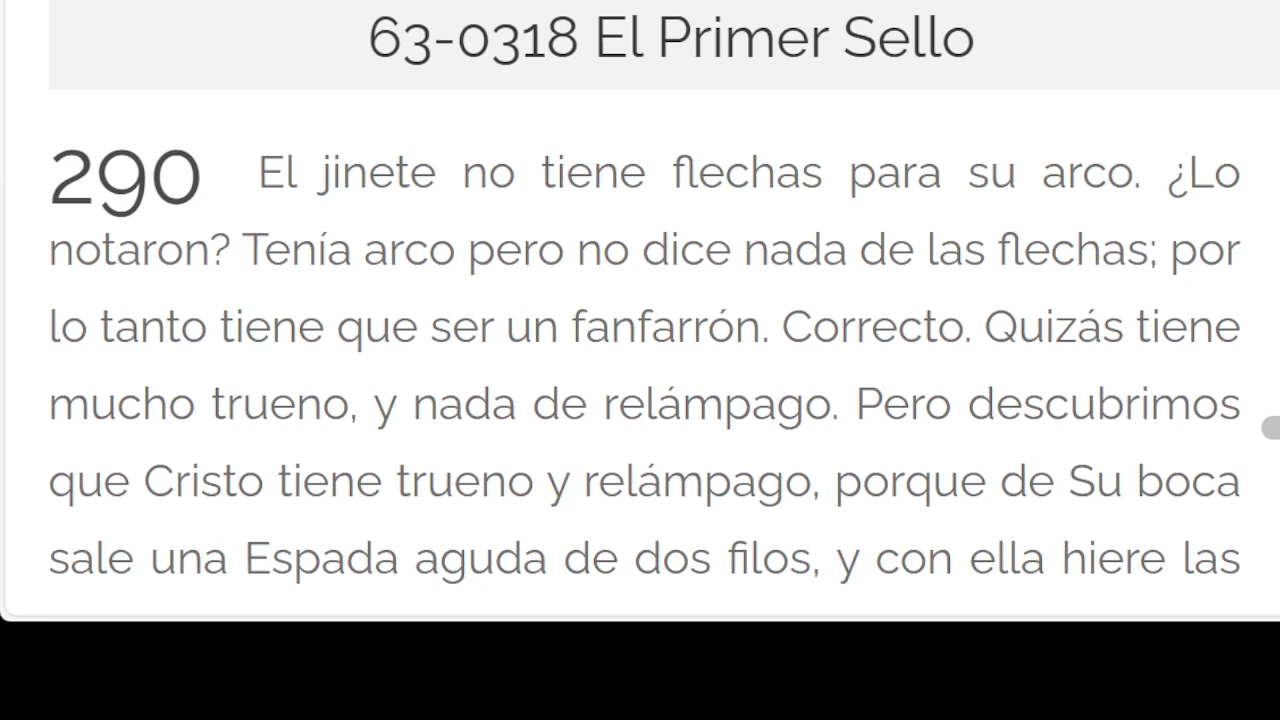 63-0318 El Primer Sello
290 El jinete no tiene flechas para su arco. ¿Lo
notaron? Tenía arco pero no dice nada de las flechas; por
lo tanto tiene que ser un fanfarrón. Correcto. Quizás tiene
mucho trueno, y nada de relámpago. Pero descubrimos
que Cristo tiene trueno y relámpago, porque de Su boca
sale una Espada aguda de dos filos, y con ella hiere las